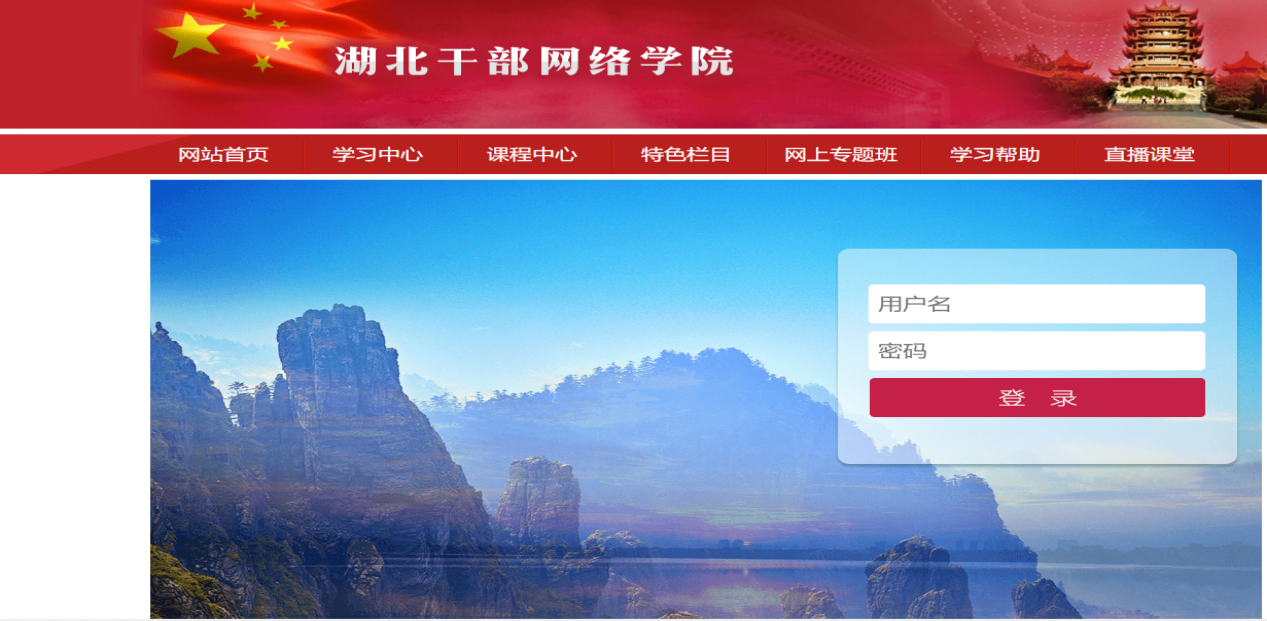 湖北干部网络学院
网站首页 学习中心 课程中心 特色栏目 网上专题班 学习帮助 直播课堂
用户名
密码
登 录